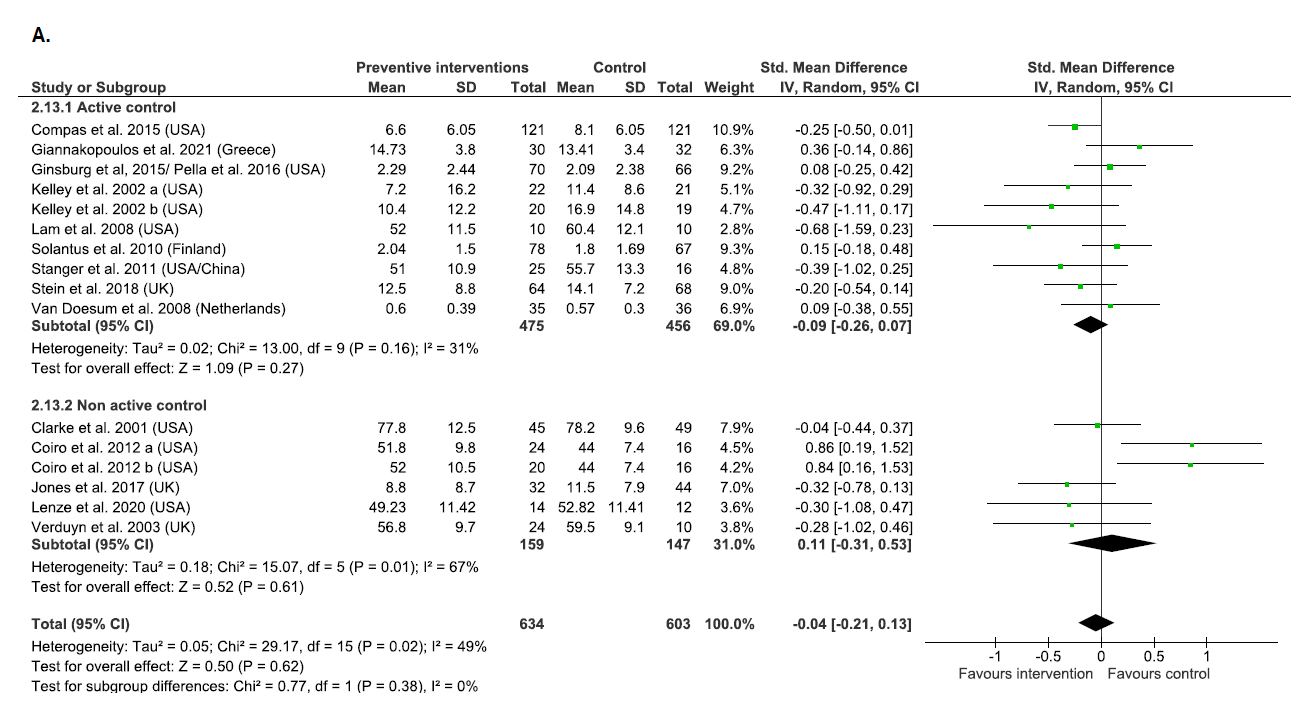 A.
Preventive interventions Control Std. Mean Difference Std. Mean Difference
Study or Subgroup Mean SD Total Mean SD Total Weight IV, Random, 95% CI IV, Random, 95% CI
2.13.1 Active control
Compas et al. 2015 (USA) 6.6 6.05 121 8.1 6.05 121 10.9% -0.25 [-0.50, 0.01]
Giannakopoulos et al. 2021 (Greece) 14.73 3.8 30 13.41 3.4 32 6.3% 0.36 [-0.14, 0.86]
Ginsburg et al, 2015/ Pella et al. 2016 (USA) 2.29 2.44 70 2.09 2.38 66 9.2% 0.08 [-0.25, 0.42]
Kelley et al. 2002 a (USA) 7.2 16.2 22 11.4 8.6 21 5.1% -0.32 [-0.92, 0.29]
Kelley et al. 2002 b (USA) 10.4 12.2 20 16.9 14.8 19 4.7% -0.47 [-1.11, 0.17]
Lam et al. 2008 (USA) 52 11.5 10 60.4 12.1 10 2.8% -0.68 [-1.59, 0.23]
Solantus et al. 2010 (Finland) 2.04 1.5 78 1.8 1.69 67 9.3% 0.15 [-0.18, 0.48]
Stanger et al. 2011 (USA/China) 51 10.9 25 55.7 13.3 16 4.8% -0.39 [-1.02, 0.25]
Stein et al. 2018 (UK) 12.5 8.8 64 14.1 7.2 68 9.0% -0.20 [-0.54, 0.14]
Van Doesum et al. 2008 (Netherlands) 0.6 0.39 35 0.57 0.3 36 6.9% 0.09 [-0.38, 0.55]
Subtotal (95% CI) 475 456 69.0% -0.09 [-0.26, 0.07]
Heterogeneity: Tau² = 0.02; Chi² = 13.00, df = 9 (P = 0.16); I² = 31%
Test for overall effect: Z = 1.09 (P = 0.27)
2.13.2 Non active control
Clarke et al. 2001 (USA) 77.8 12.5 45 78.2 9.6 49 7.9% -0.04 [-0.44, 0.37]
Coiro et al. 2012 a (USA) 51.8 9.8 24 44 7.4 16 4.5% 0.86 [0.19, 1.52]
Coiro et al. 2012 b (USA) 52 10.5 20 44 7.4 16 4.2% 0.84 [0.16, 1.53]
Jones et al. 2017 (UK) 8.8 8.7 32 11.5 7.9 44 7.0% -0.32 [-0.78, 0.13]
Lenze et al. 2020 (USA) 49.23 11.42 14 52.82 11.41 12 3.6% -0.30 [-1.08, 0.47]
Verduyn et al. 2003 (UK) 56.8 9.7 24 59.5 9.1 10 3.8% -0.28 [-1.02, 0.46]
Subtotal (95% CI) 159 147 31.0% 0.11 [-0.31, 0.53]
Heterogeneity: Tau² = 0.18; Chi² = 15.07, df = 5 (P = 0.01); I² = 67%
Test for overall effect: Z = 0.52 (P = 0.61)
Total (95% CI) 634 603 100.0% -0.04 [-0.21, 0.13]
Heterogeneity: Tau² = 0.05; Chi² = 29.17, df = 15 (P = 0.02); I² = 49%
Test for overall effect: Z = 0.50 (P = 0.62)
Test for subgroup differences: Chi² = 0.77, df = 1 (P = 0.38), I² = 0%
-1 -0.5 0 0.5 1
Favours intervention Favours control